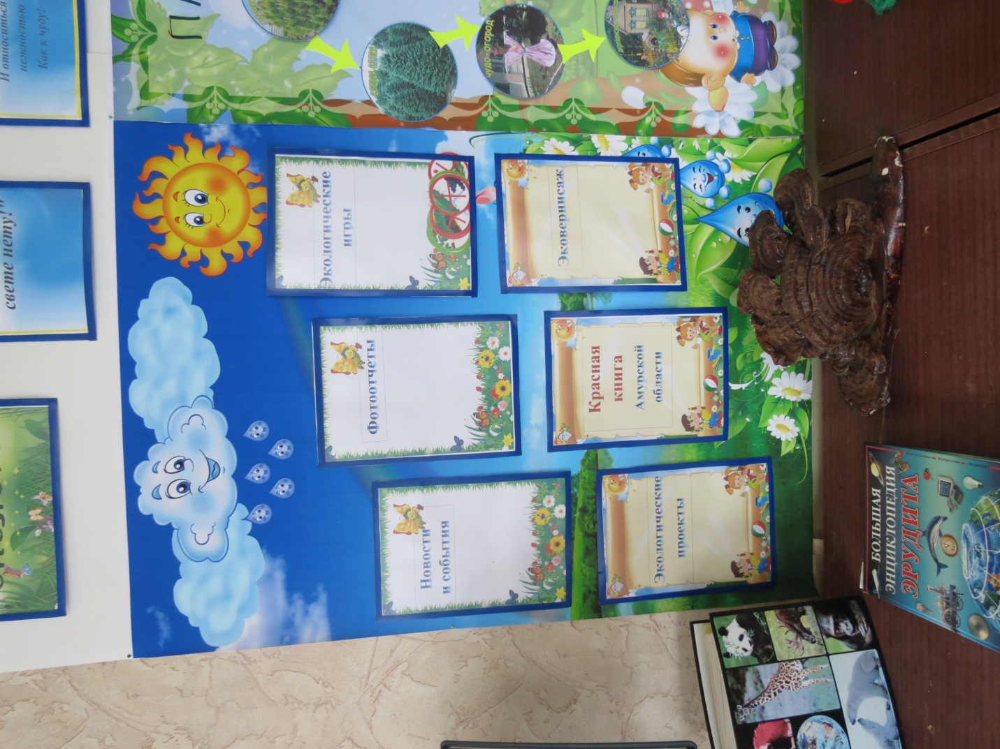 И относиться
нежностью
Как к чуду!
свете нету!"
чудо-огород
Новости
и события
Фотоотчеты
Экологические
игры
Экологические
проекты
Красная
книга
Амурской
области
Эковернисаж
БОЛЬШАЯ
ЭНЦИКЛОПЕДИЯ
ЭРУДИТА